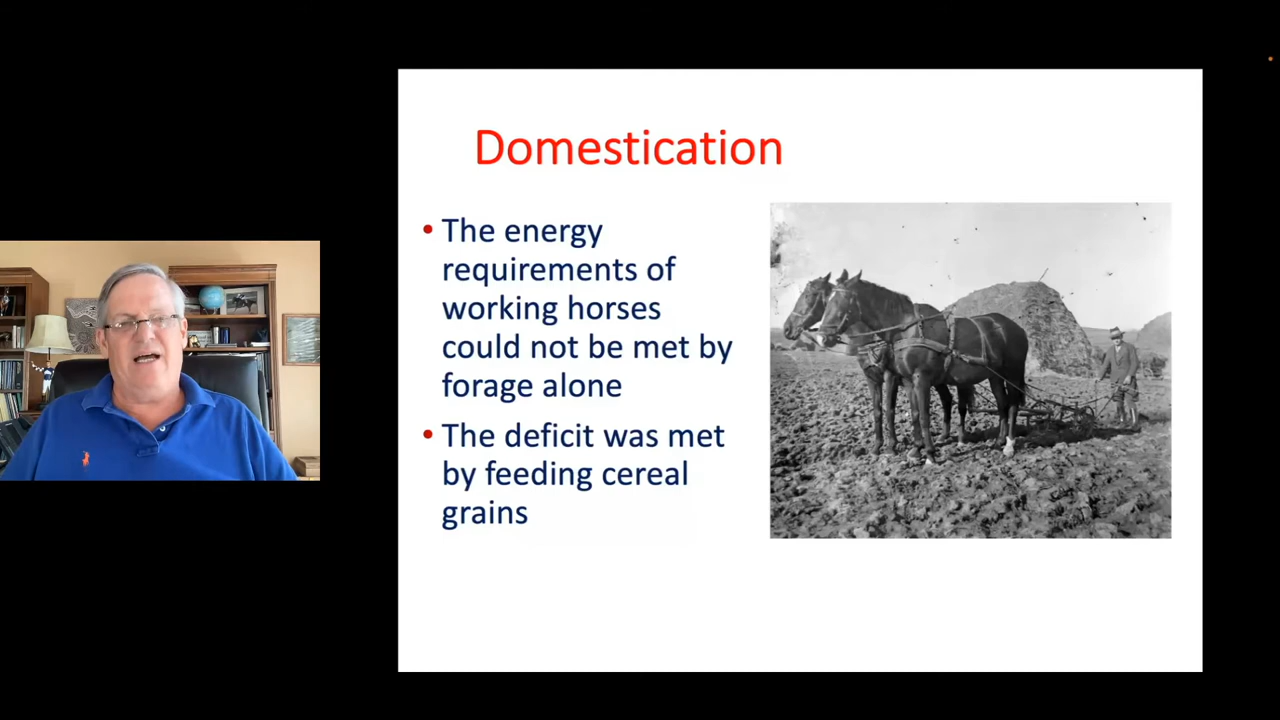 Domestication
• The energy
requirements of
working horses
could not be met by
forage alone
• The deficit was met
by feeding cereal
grains